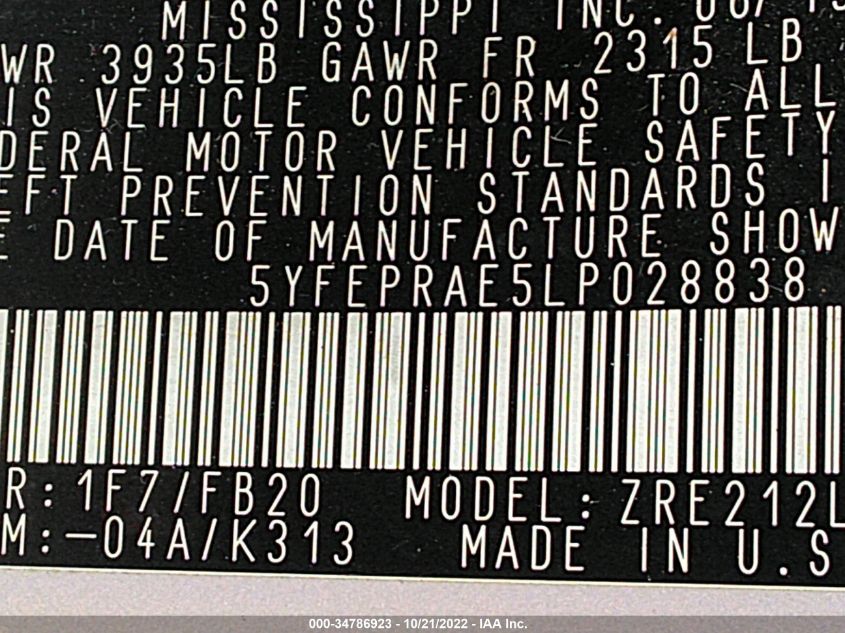 MISSISSIPPI INC.
WR 3935LB GAWR FR 2315 LB
IS VEHICLE CONFORMS TO ALL
DERAL MOTOR VEHICLE SAFETY
EFT PREVENTION STANDARDS I
E DATE OF MANUFACTURE SHOW
5YFEPRAE5LP028838
R: 1F7/FB20 MODEL: ZRE212L
M:-04A/K313 MADE IN U.S
000-34786923 - 10/21/2022 - IAA Inc.